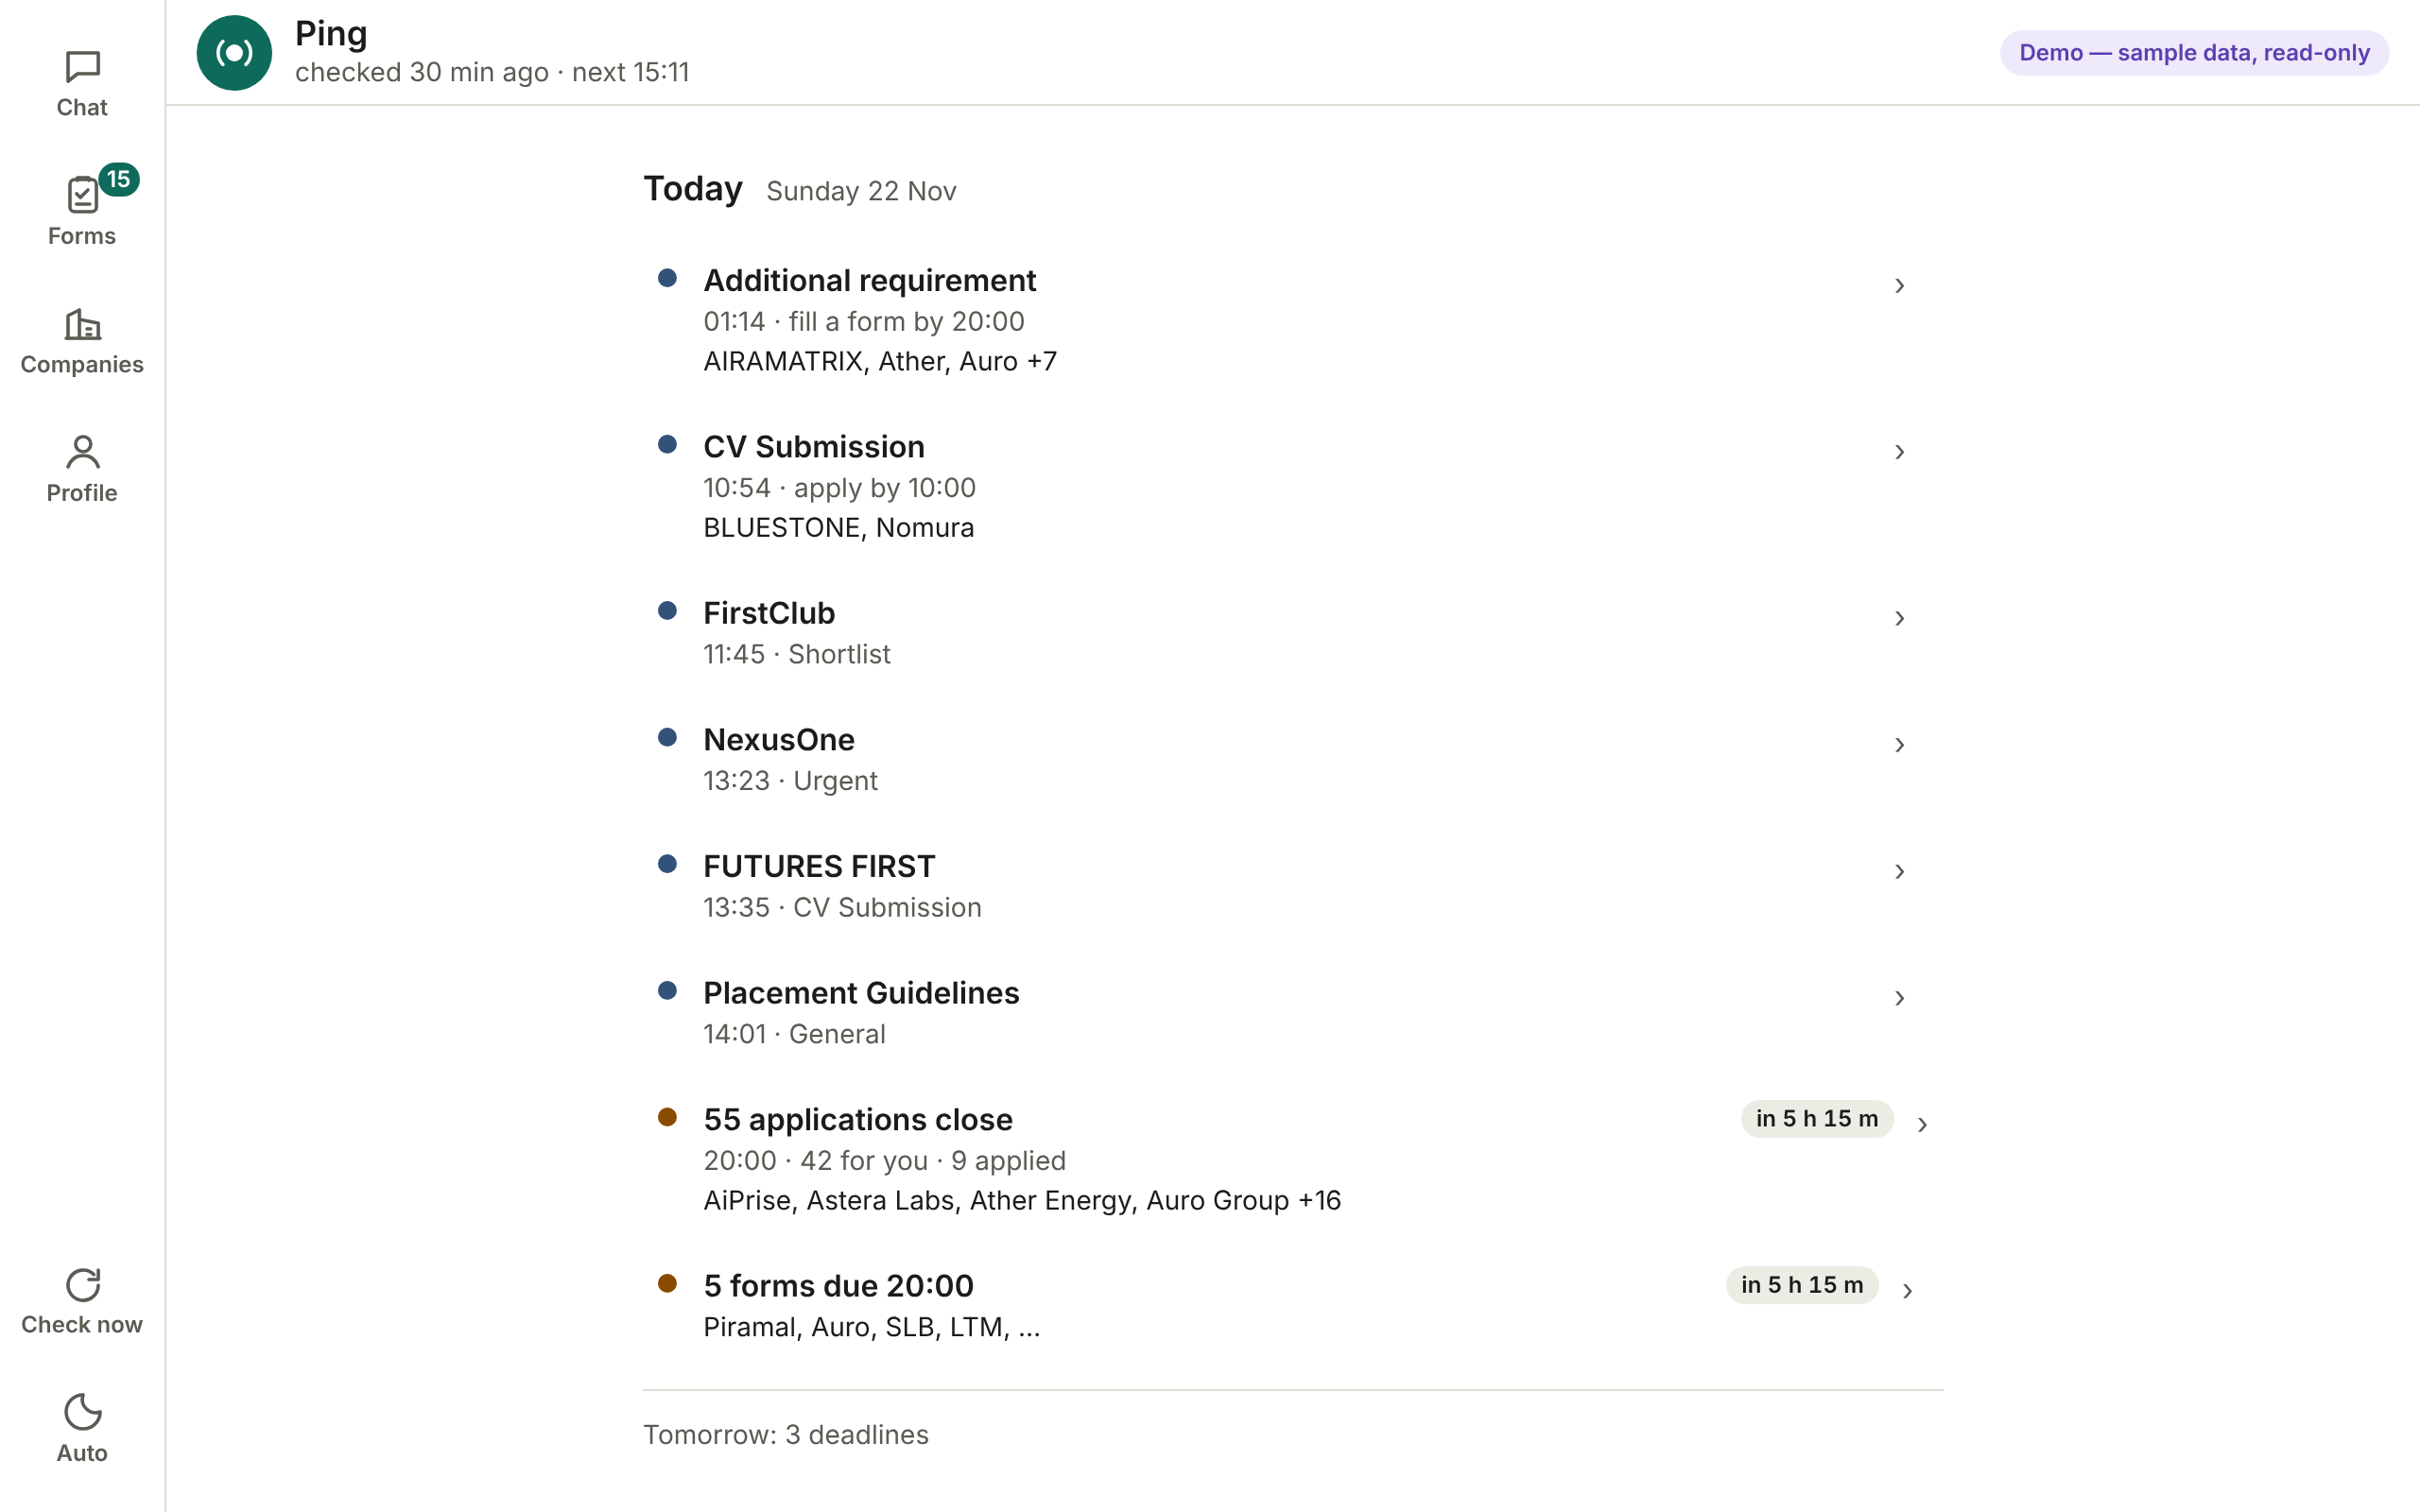 Ping
checked 30 min ago · next 15:11
Demo — sample data, read-only
Chat
15
Forms
Companies
Profile
Check now
Auto
Today Sunday 22 Nov
Additional requirement
01:14 · fill a form by 20:00
AIRAMATRIX, Ather, Auro +7
CV Submission
10:54 · apply by 10:00
BLUESTONE, Nomura
FirstClub
11:45 · Shortlist
NexusOne
13:23 · Urgent
FUTURES FIRST
13:35 · CV Submission
Placement Guidelines
14:01 · General
55 applications close in 5 h 15 m
20:00 · 42 for you · 9 applied
AiPrise, Astera Labs, Ather Energy, Auro Group +16
5 forms due 20:00 in 5 h 15 m
Piramal, Auro, SLB, LTM, ...
Tomorrow: 3 deadlines